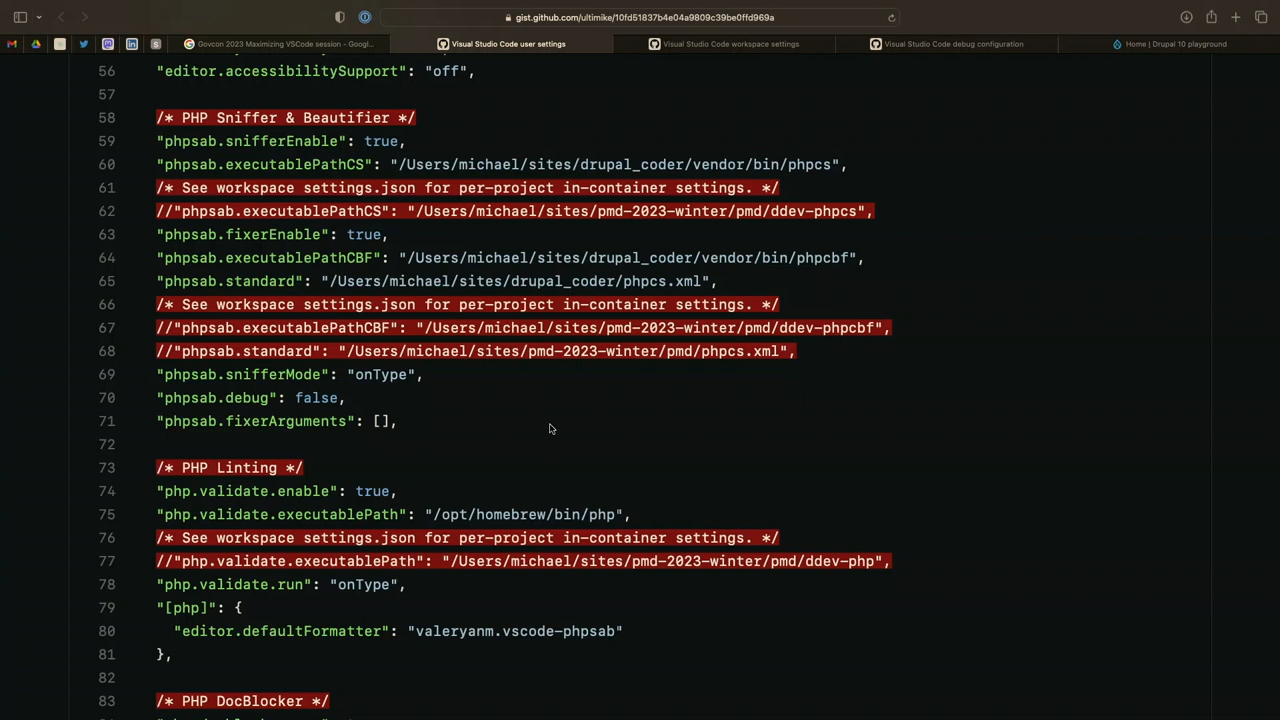 gist.github.com/ultimike/10fd51837b4e04a9809c39be0ffd969a
Govcon 2023 Maximizing VSCode session - Googl...
Visual Studio Code user settings
Visual Studio Code workspace settings
Visual Studio Code debug configuration
Home | Drupal 10 playground
56 "editor.accessibilitySupport": "off",
57
58 /* PHP Sniffer & Beautifier */
59 "phpsab.snifferEnable": true,
60 "phpsab.executablePathCS": "/Users/michael/sites/drupal_coder/vendor/bin/phpcs",
61 /* See workspace settings.json for per-project in-container settings. */
62 //"phpsab.executablePathCS": "/Users/michael/sites/pmd-2023-winter/pmd/ddev-phpcs",
63 "phpsab.fixerEnable": true,
64 "phpsab.executablePathCBF": "/Users/michael/sites/drupal_coder/vendor/bin/phpcbf",
65 "phpsab.standard": "/Users/michael/sites/drupal_coder/phpcs.xml",
66 /* See workspace settings.json for per-project in-container settings. */
67 //"phpsab.executablePathCBF": "/Users/michael/sites/pmd-2023-winter/pmd/ddev-phpcbf",
68 //"phpsab.standard": "/Users/michael/sites/pmd-2023-winter/pmd/phpcs.xml",
69 "phpsab.snifferMode": "onType",
70 "phpsab.debug": false,
71 "phpsab.fixerArguments": [],
72
73 /* PHP Linting */
74 "php.validate.enable": true,
75 "php.validate.executablePath": "/opt/homebrew/bin/php",
76 /* See workspace settings.json for per-project in-container settings. */
77 //"php.validate.executablePath": "/Users/michael/sites/pmd-2023-winter/pmd/ddev-php",
78 "php.validate.run": "onType",
79 "[php]": {
80 "editor.defaultFormatter": "valeryanm.vscode-phpsab"
81 },
82
83 /* PHP DocBlocker */